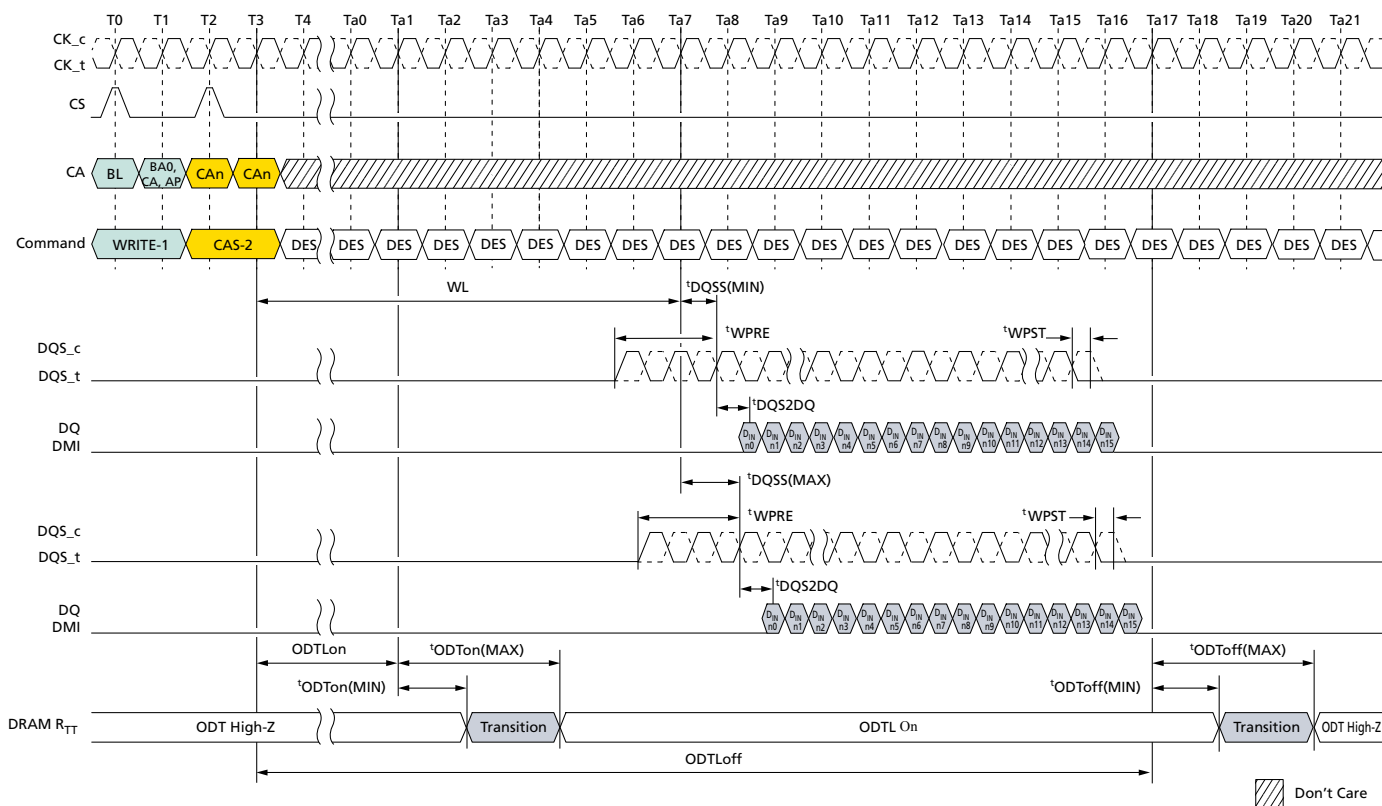 T0 T1 T2 T3 T4 Ta0 Ta1 Ta2 Ta3 Ta4 Ta5 Ta6 Ta7 Ta8 Ta9 Ta10 Ta11 Ta12 Ta13 Ta14 Ta15 Ta16 Ta17 Ta18 Ta19 Ta20 Ta21
CK_c
CK_t
CS
CA BL BA0, CA, AP CAn CAn
Command WRITE-1 CAS-2 DES DES DES DES DES DES DES DES DES DES DES DES DES DES DES DES DES DES DES DES DES DES DES
WL tDQSS(MIN)
tWPRE tWPST
DQS_c
DQS_t
tDQS2DQ
DQ
DMI
DIN n0 DIN n1 DIN n2 DIN n3 DIN n4 DIN n5 DIN n6 DIN n7 DIN n8 DIN n9 DIN n10 DIN n11 DIN n12 DIN n13 DIN n14 DIN n15
tDQSS(MAX)
tWPRE tWPST
DQS_c
DQS_t
tDQS2DQ
DQ
DMI
DIN n0 DIN n1 DIN n2 DIN n3 DIN n4 DIN n5 DIN n6 DIN n7 DIN n8 DIN n9 DIN n10 DIN n11 DIN n12 DIN n13 DIN n14 DIN n15
ODTLon tODTon(MAX) tODToff(MAX)
tODTon(MIN) tODToff(MIN)
DRAM RTT ODT High-Z Transition ODTL On Transition ODT High-Z
ODTLoff
Don't Care